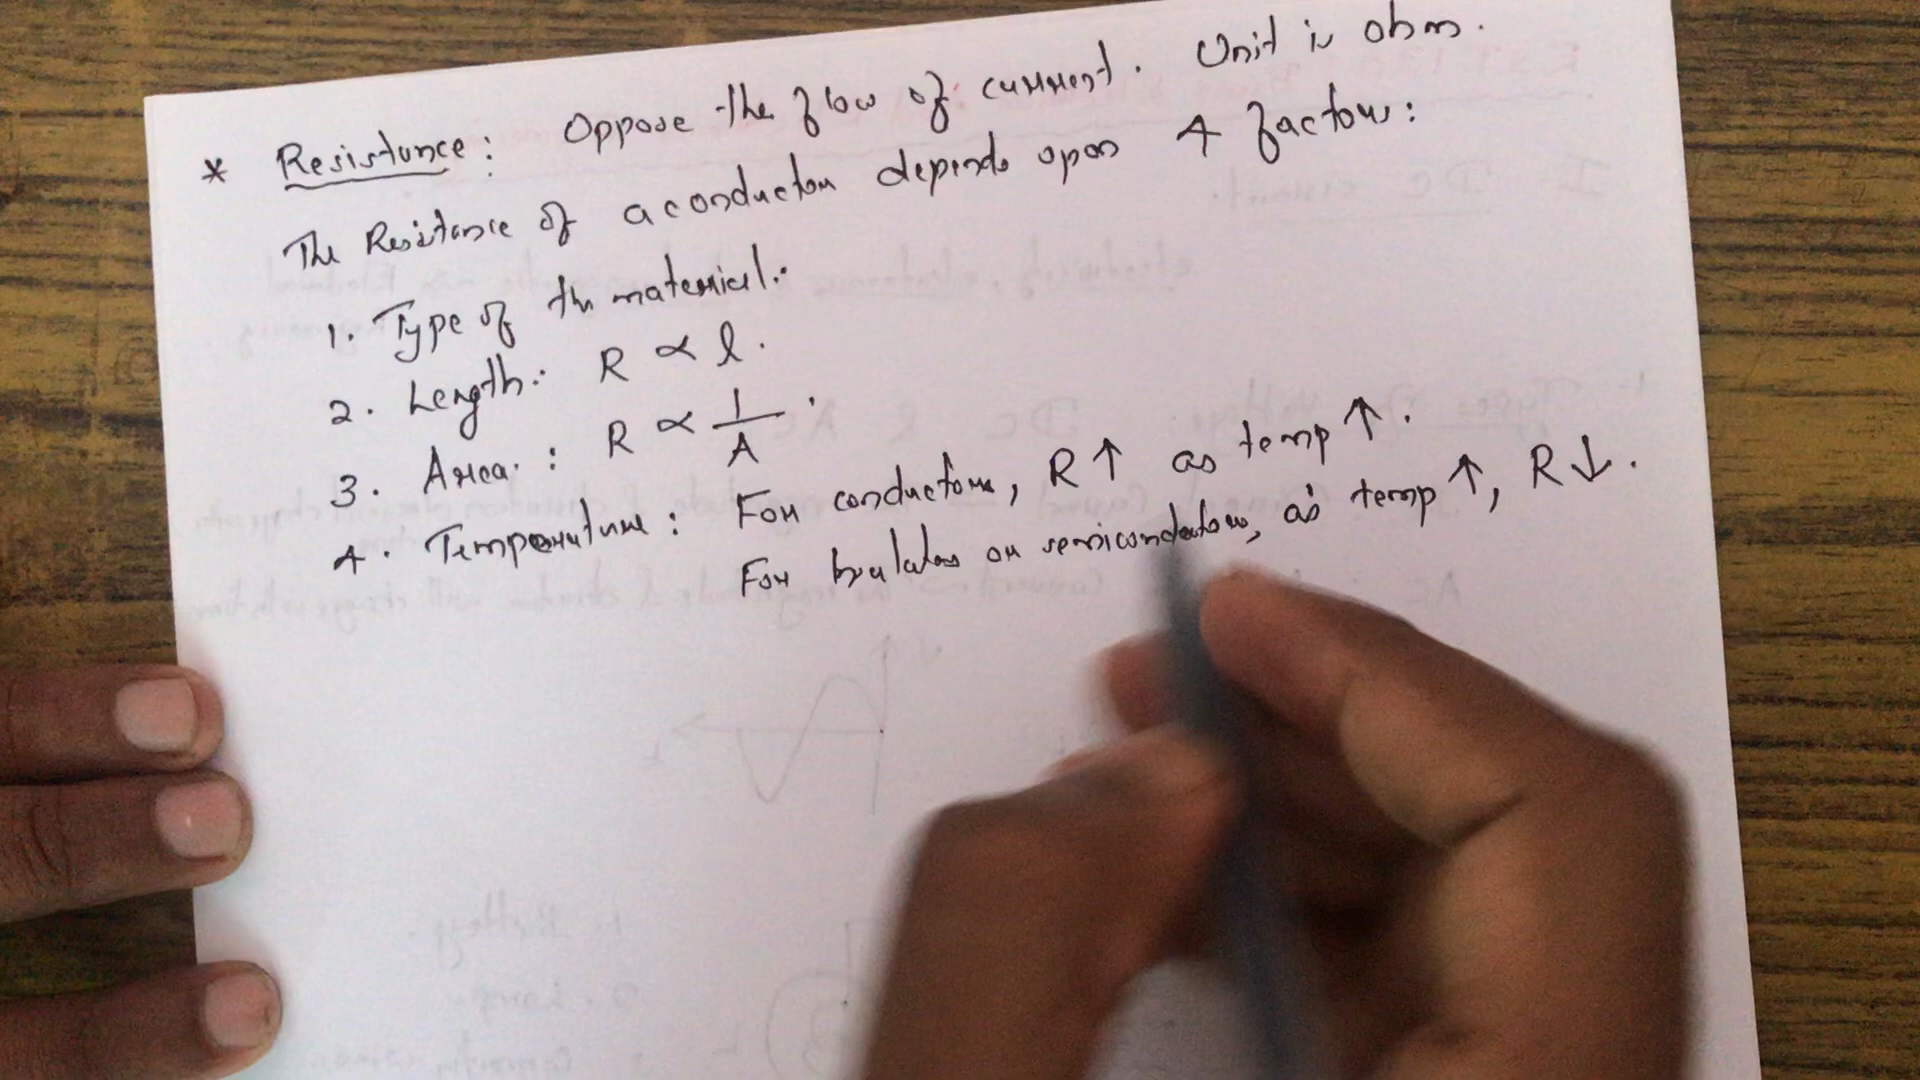 * Resistance: Oppose the flow of current. Unit is ohm.
The Resistance of a conductor depends upon 4 factors:
1. Type of the material:
2. Length: R ∝ l.
3. Area: R ∝ 1/A.
4. Temperature: For conductors, R↑ as temp↑.
For Insulators or semiconductors, as temp↑, R↓.